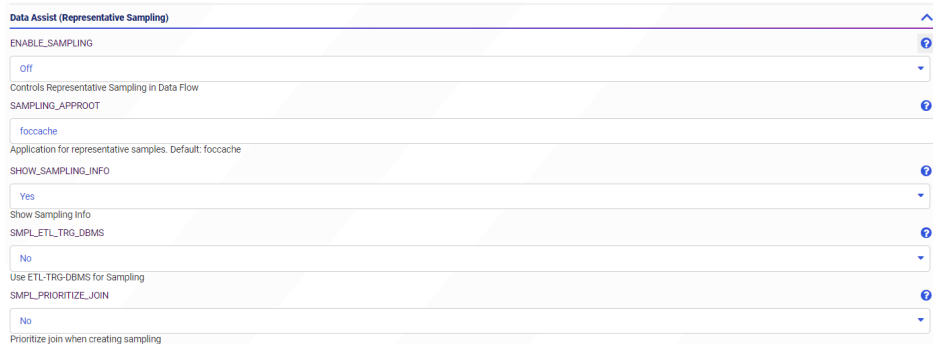 Data Assist (Representative Sampling)
ENABLE_SAMPLING
Off
Controls Representative Sampling in Data Flow
SAMPLING_APPROOT
foccache
Application for representative samples. Default: foccache
SHOW_SAMPLING_INFO
Yes
Show Sampling Info
SMPL_ETL_TRG_DBMS
No
Use ETL-TRG-DBMS for Sampling
SMPL_PRIORITIZE_JOIN
No
Prioritize join when creating sampling